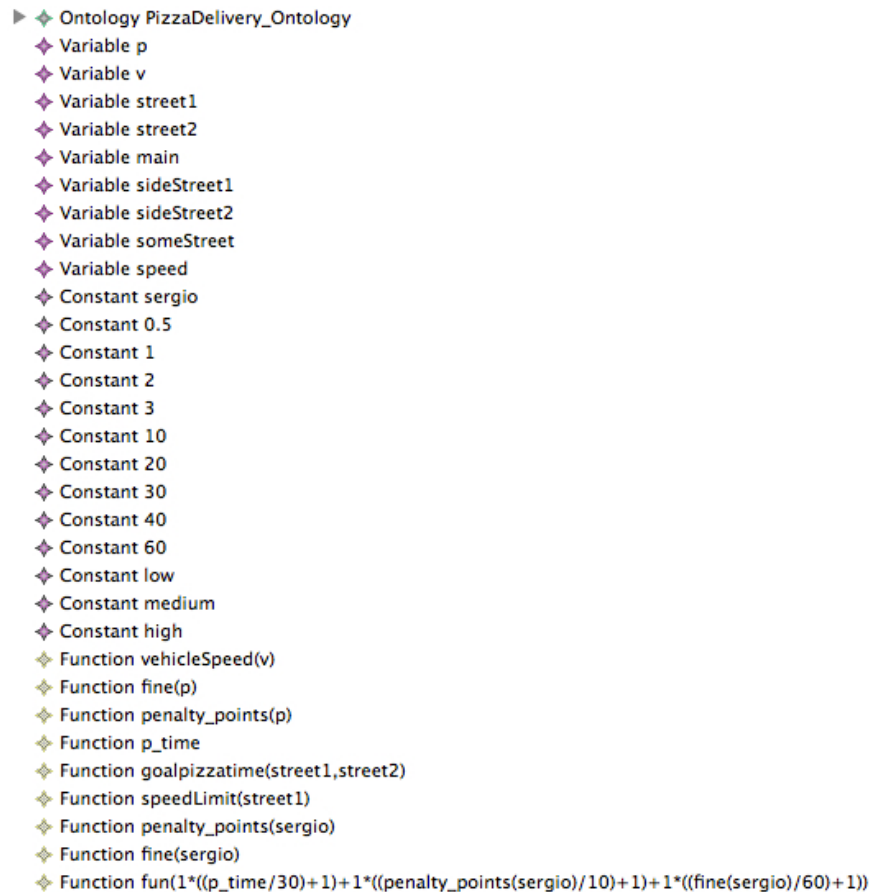 Ontology PizzaDelivery_Ontology
Variable p
Variable v
Variable street1
Variable street2
Variable main
Variable sideStreet1
Variable sideStreet2
Variable someStreet
Variable speed
Constant sergio
Constant 0.5
Constant 1
Constant 2
Constant 3
Constant 10
Constant 20
Constant 30
Constant 40
Constant 60
Constant low
Constant medium
Constant high
Function vehicleSpeed(v)
Function fine(p)
Function penalty_points(p)
Function p_time
Function goalpizzatime(street1,street2)
Function speedLimit(street1)
Function penalty_points(sergio)
Function fine(sergio)
Function fun(1*((p_time/30)+1)+1*((penalty_points(sergio)/10)+1)+1*((fine(sergio)/60)+1))